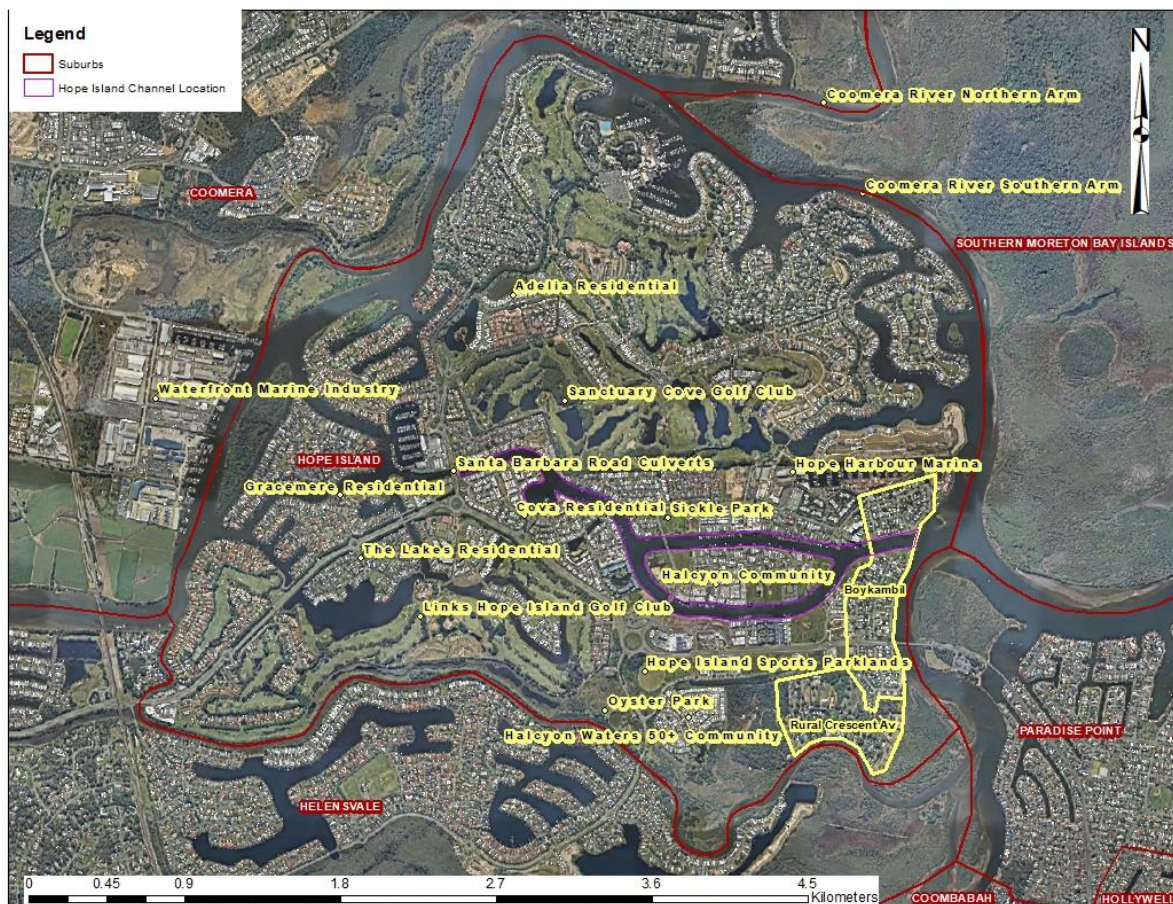 Legend
Suburbs
Hope Island Channel Location
N
Coomera River Northern Arm
COOMERA
Coomera River Southern Arm
SOUTHERN MORETON BAY ISLANDS
Adelia Residential
Waterfront Marine Industry
Sanctuary Cove Golf Club
HOPE ISLAND
Santa Barbara Road Culverts
Hope Harbour Marina
Gracemere Residential
Cova Residential
Sickle Park
The Lakes Residential
Halcyon Community
Boykambil
Links Hope Island Golf Club
Hope Island Sports Parklands
Oyster Park
Rural Crescent Av
PARADISE POINT
Halcyon Waters 50+ Community
HELENSVALE
0 0.45 0.9 1.8 2.7 3.6 4.5
Kilometers
COOMBABAH
HOLLYWELL